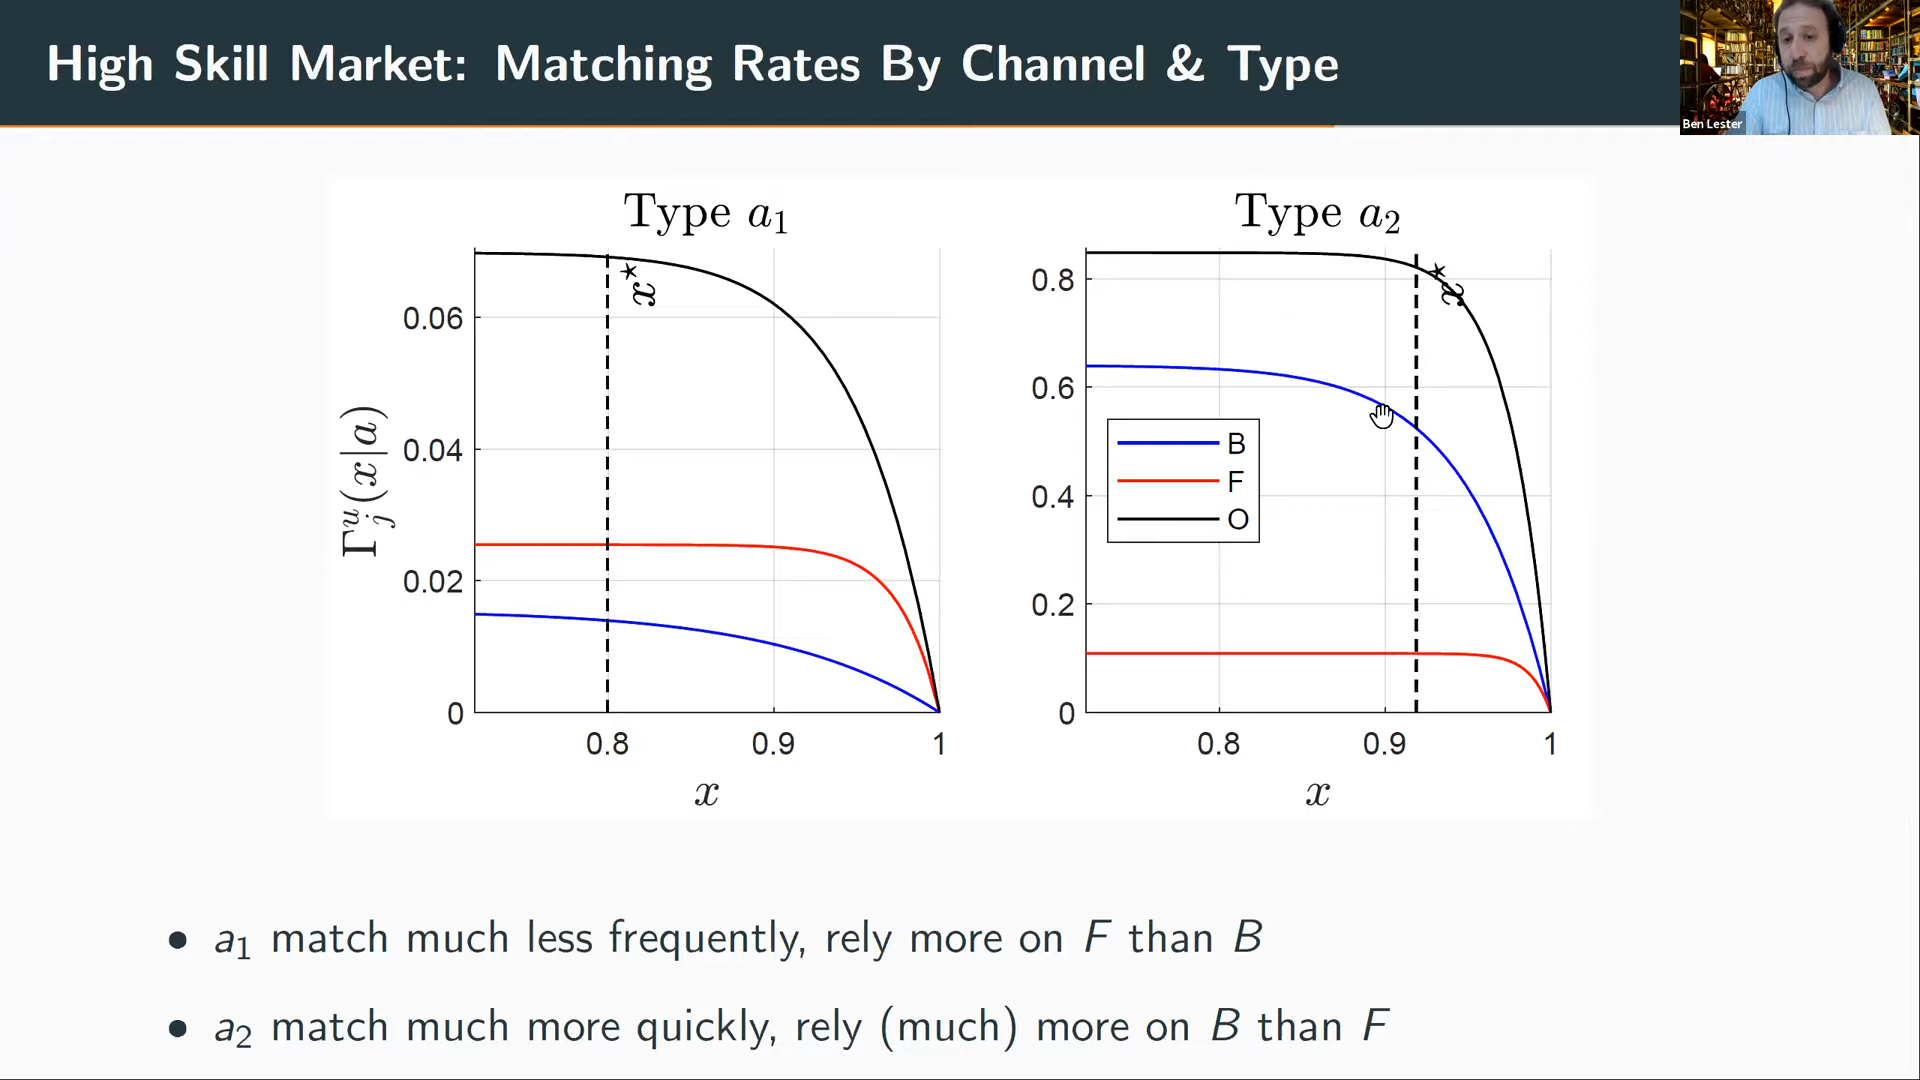 High Skill Market: Matching Rates By Channel & Type
Ben Lester
Type a₁
Type a₂
Γᵘⱼ(x|a)
0.06
0.04
0.02
0
0.8
0.9
1
x
x⋆
0.8
0.6
0.4
0.2
0
0.8
0.9
1
x
x⋆
B
F
O
• a₁ match much less frequently, rely more on F than B
• a₂ match much more quickly, rely (much) more on B than F